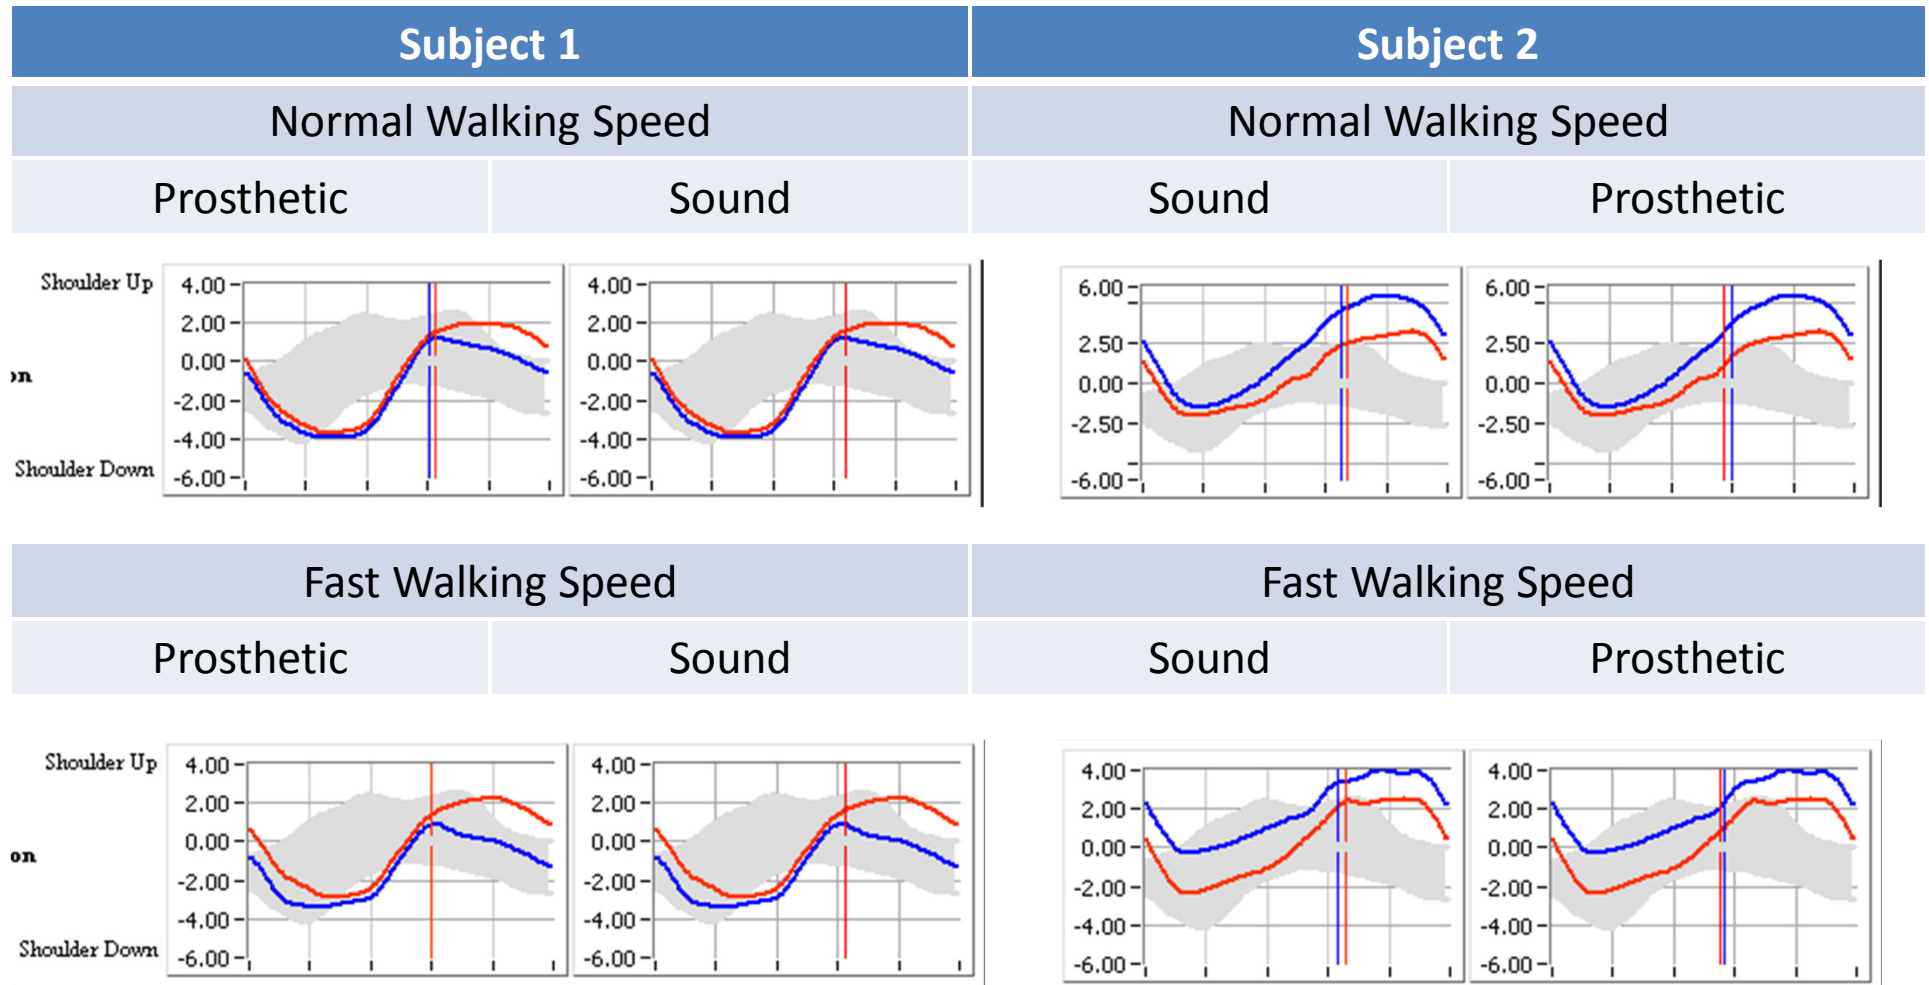 Subject 1 Subject 2
Normal Walking Speed Normal Walking Speed
Prosthetic Sound Sound Prosthetic
Shoulder Up 4.00 4.00 6.00 6.00
2.00 2.00 2.50 2.50
0.00 0.00 0.00 0.00
on
-2.00 -2.00 -2.50 -2.50
-4.00 -4.00
Shoulder Down -6.00 -6.00 -6.00 -6.00
Fast Walking Speed Fast Walking Speed
Prosthetic Sound Sound Prosthetic
Shoulder Up 4.00 4.00 4.00 4.00
2.00 2.00 2.00 2.00
0.00 0.00 0.00 0.00
on
-2.00 -2.00 -2.00 -2.00
-4.00 -4.00 -4.00 -4.00
Shoulder Down -6.00 -6.00 -6.00 -6.00